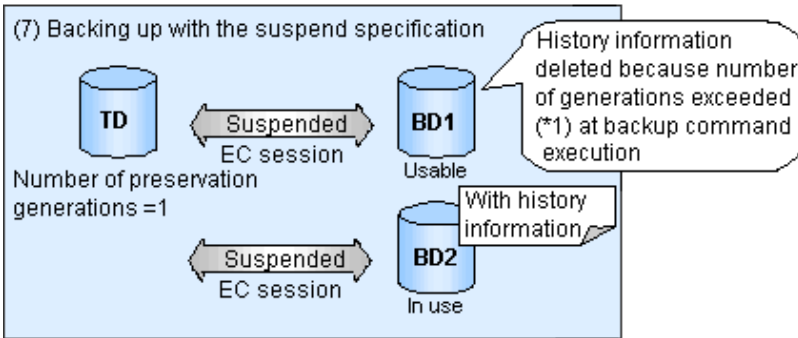 (7) Backing up with the suspend specification
History information
deleted because number
of generations exceeded
(*1) at backup command
execution
TD
Suspended
EC session
BD1
Usable
Number of preservation
generations =1
With history
information
Suspended
EC session
BD2
In use